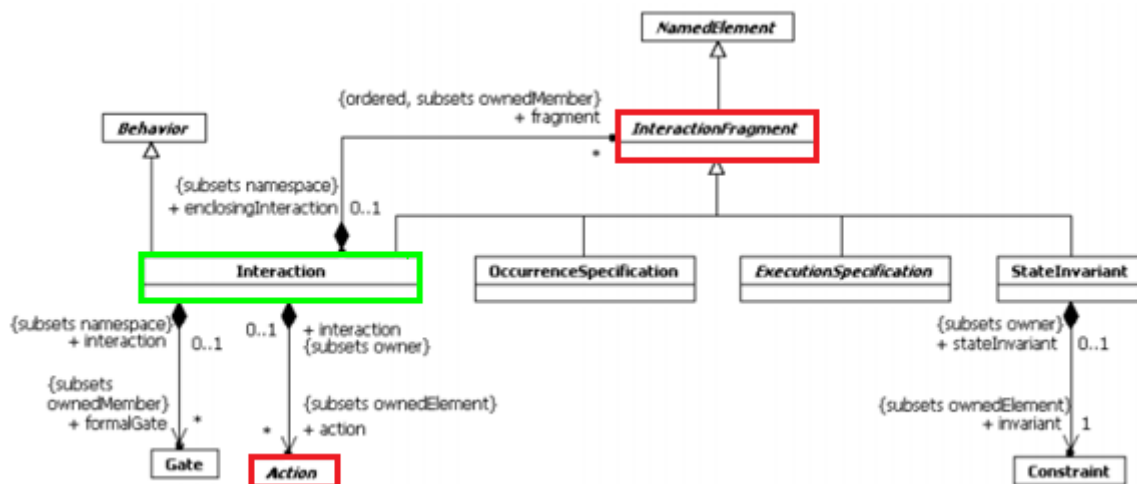 NamedElement
{ordered, subsets ownedMember}
+ fragment
Behavior
InteractionFragment
*
{subsets namespace}
+ enclosingInteraction 0..1
Interaction
OccurrenceSpecification
ExecutionSpecification
StateInvariant
{subsets namespace}
+ interaction
0..1
0..1
+ interaction
{subsets owner}
{subsets owner}
+ stateInvariant
0..1
{subsets
ownedMember}
+ formalGate
*
{subsets ownedElement}
+ action
*
{subsets ownedElement}
+ invariant
1
Gate
Action
Constraint